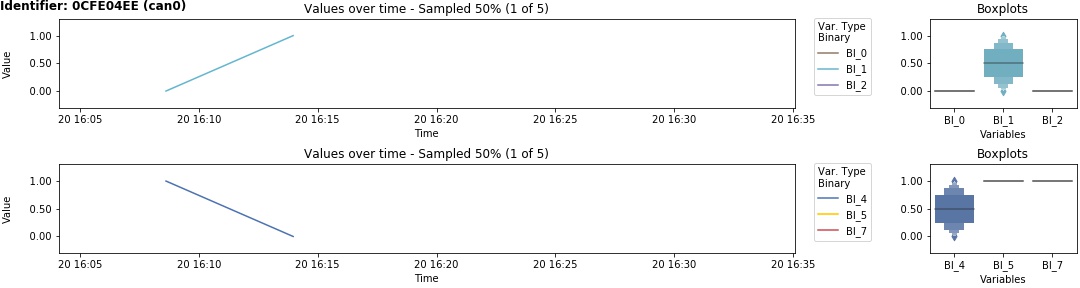 Identifier: 0CFE04EE (can0)
Values over time - Sampled 50% (1 of 5)
Value
1.00
0.50
0.00
20 16:05 20 16:10 20 16:15 20 16:20 20 16:25 20 16:30 20 16:35
Time
Var. Type
Binary
BI_0
BI_1
BI_2
Boxplots
1.00
0.50
0.00
BI_0 BI_1 BI_2
Variables
Values over time - Sampled 50% (1 of 5)
Value
1.00
0.50
0.00
20 16:05 20 16:10 20 16:15 20 16:20 20 16:25 20 16:30 20 16:35
Time
Var. Type
Binary
BI_4
BI_5
BI_7
Boxplots
1.00
0.50
0.00
BI_4 BI_5 BI_7
Variables